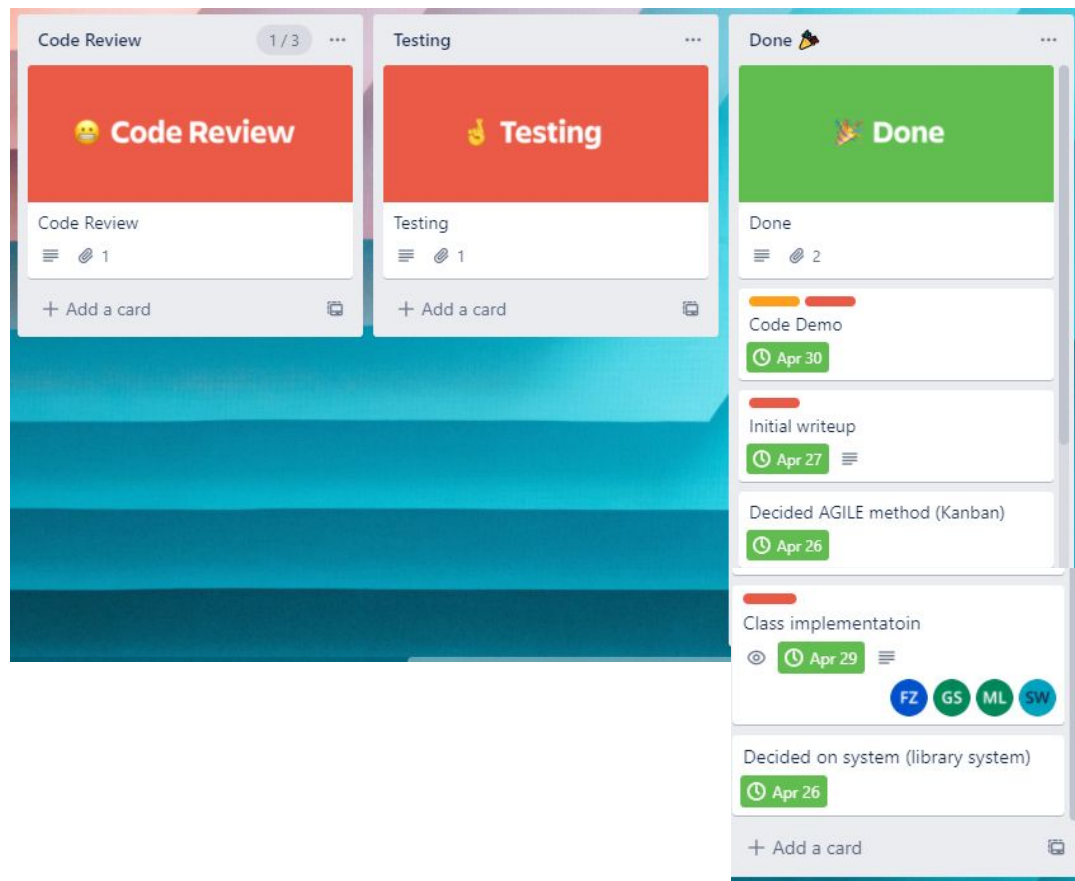 Code Review 1 / 3
Code Review
Code Review
1
+ Add a card
Testing
Testing
Testing
1
+ Add a card
Done
Done
Done
2
Code Demo
Apr 30
Initial writeup
Apr 27
Decided AGILE method (Kanban)
Apr 26
Class implementatoin
Apr 29
FZ GS ML SW
Decided on system (library system)
Apr 26
+ Add a card